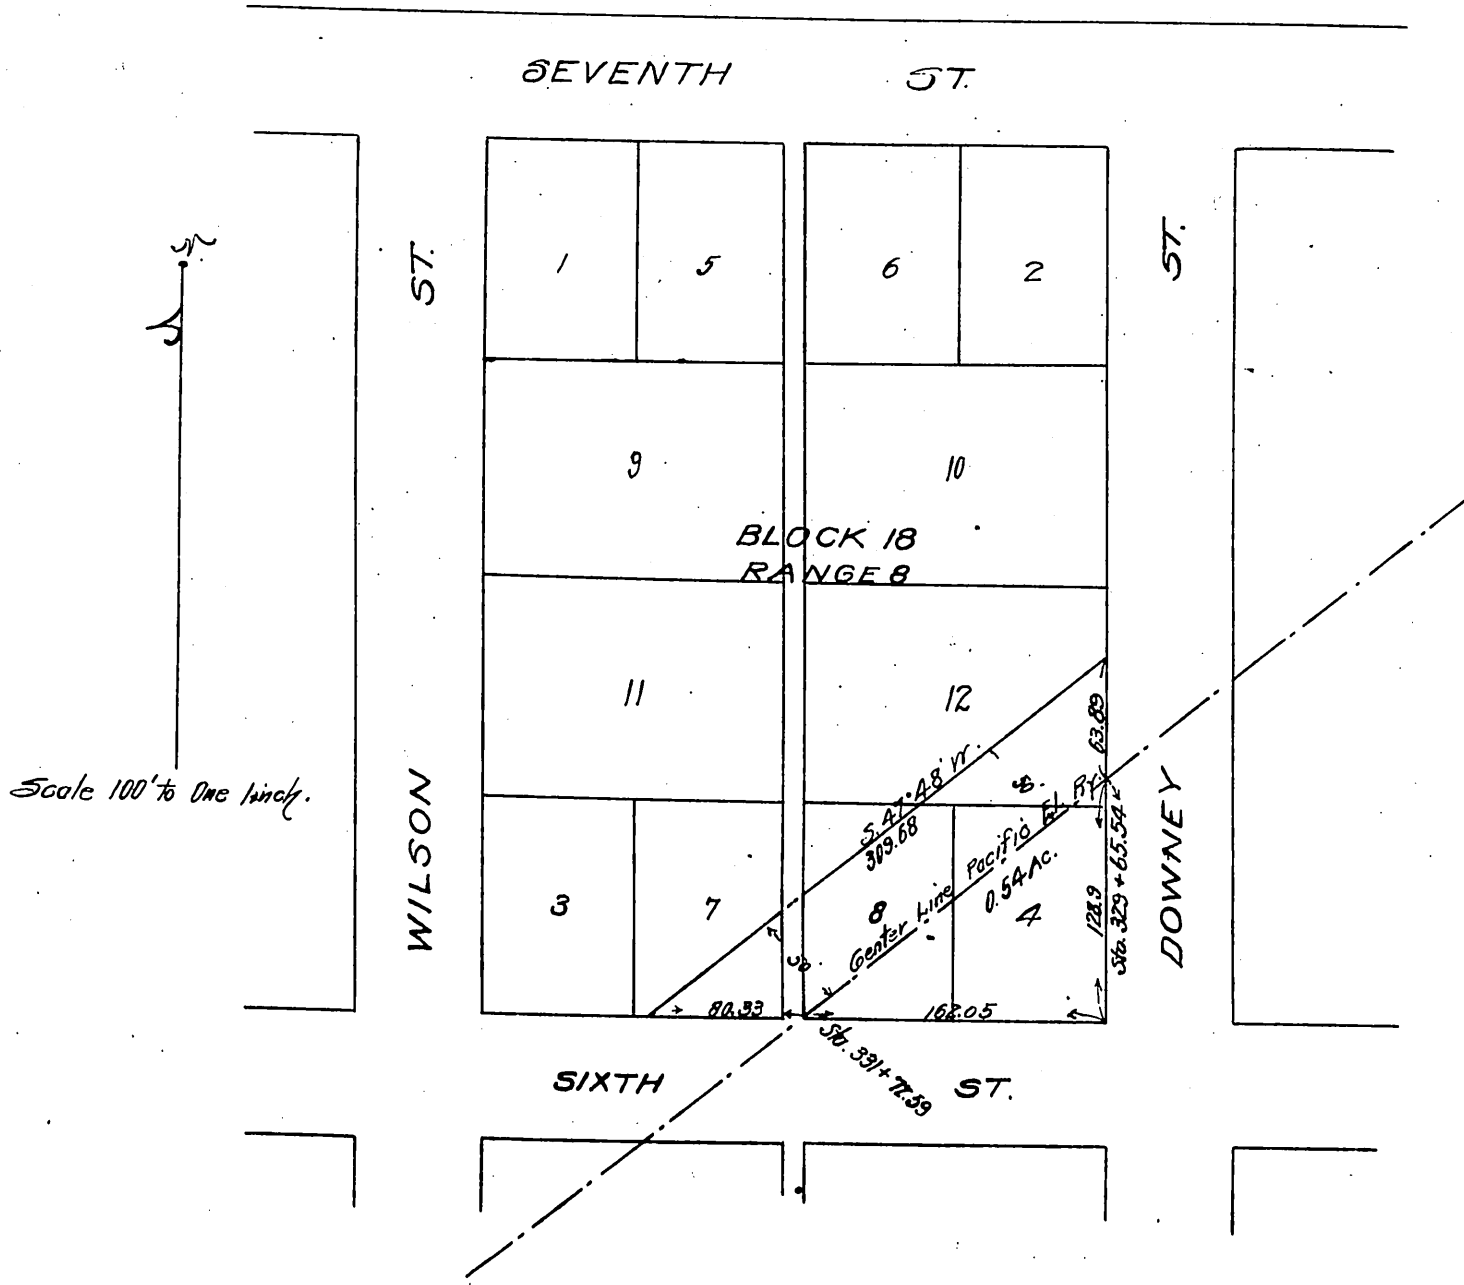 SEVENTH ST.
N
ST.
ST.
1
5
6
2
9
10
BLOCK 18
RANGE 8
11
12
63.89
S. 47° 48' W.
309.68
Scale 100' to One Inch.
WILSON
DOWNEY
Center Line Pacific El. Ry.
0.54 Ac.
128.9
Sta. 329 + 65.54
3
7
8
4
80.33
162.05
Sta. 331 + 72.59
SIXTH ST.